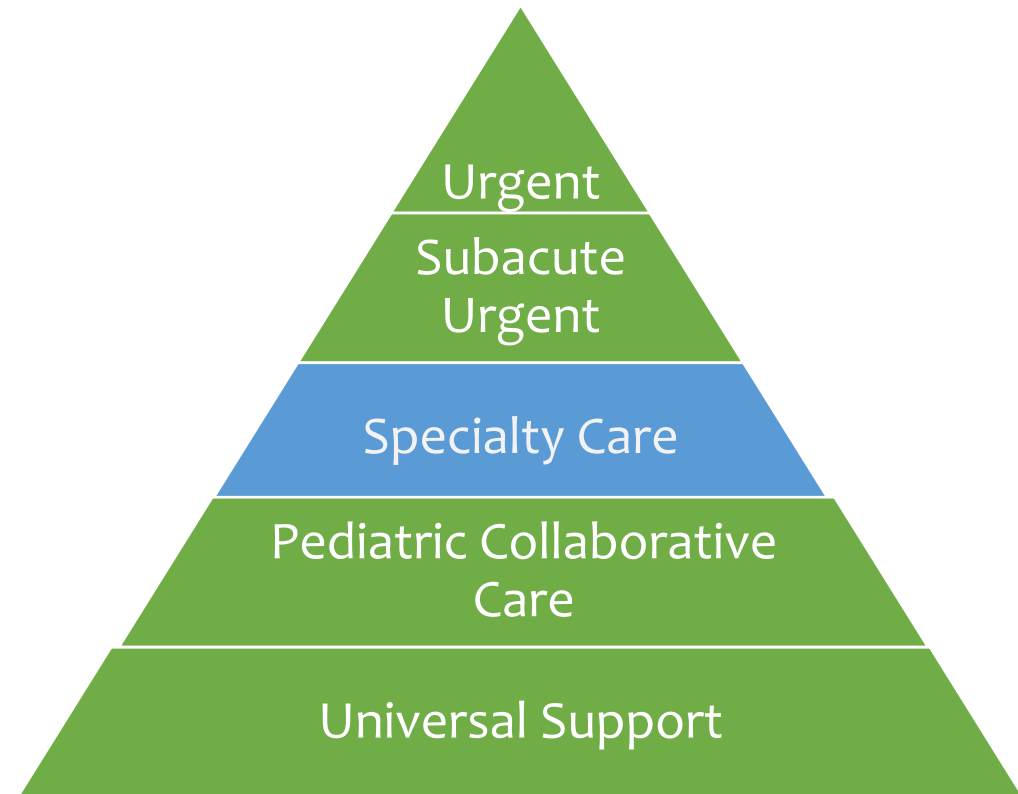 Urgent
Subacute
Urgent
Specialty Care
Pediatric Collaborative
Care
Universal Support